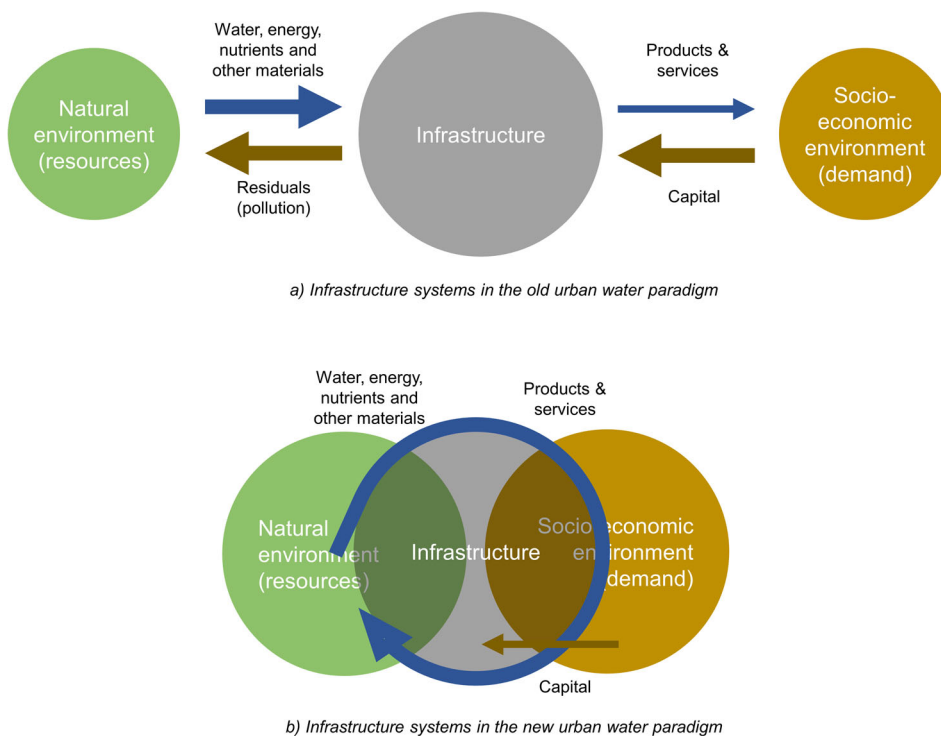 Water, energy,
nutrients and
other materials
Products &
services
Natural
environment
(resources)
Infrastructure
Socio-
economic
environment
(demand)
Residuals
(pollution)
Capital
a) Infrastructure systems in the old urban water paradigm
Water, energy,
nutrients and
other materials
Products &
services
Natural
environment
(resources)
Infrastructure
Socio-economic
environment
(demand)
Capital
b) Infrastructure systems in the new urban water paradigm